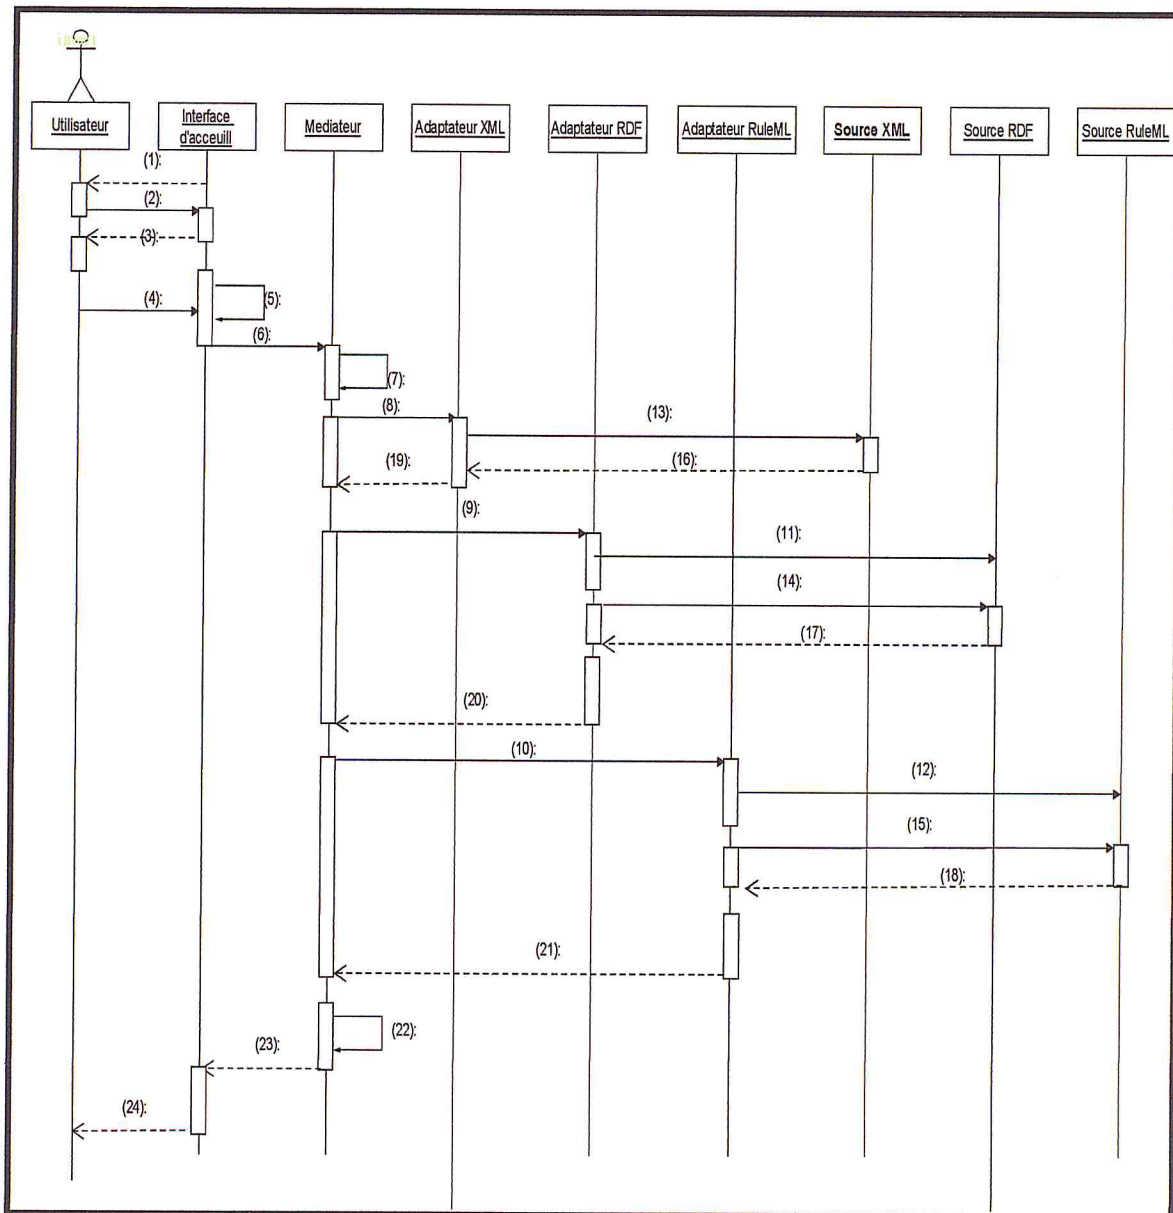 Utilisateur
Interface
d'acceuill
Mediateur
Adaptateur XML
Adaptateur RDF
Adaptateur RuleML
Source XML
Source RDF
Source RuleML
(1):
(2):
(3):
(4):
(5):
(6):
(7):
(8):
(13):
(19):
(16):
(9):
(11):
(14):
(17):
(20):
(10):
(12):
(15):
(18):
(21):
(22):
(23):
(24):